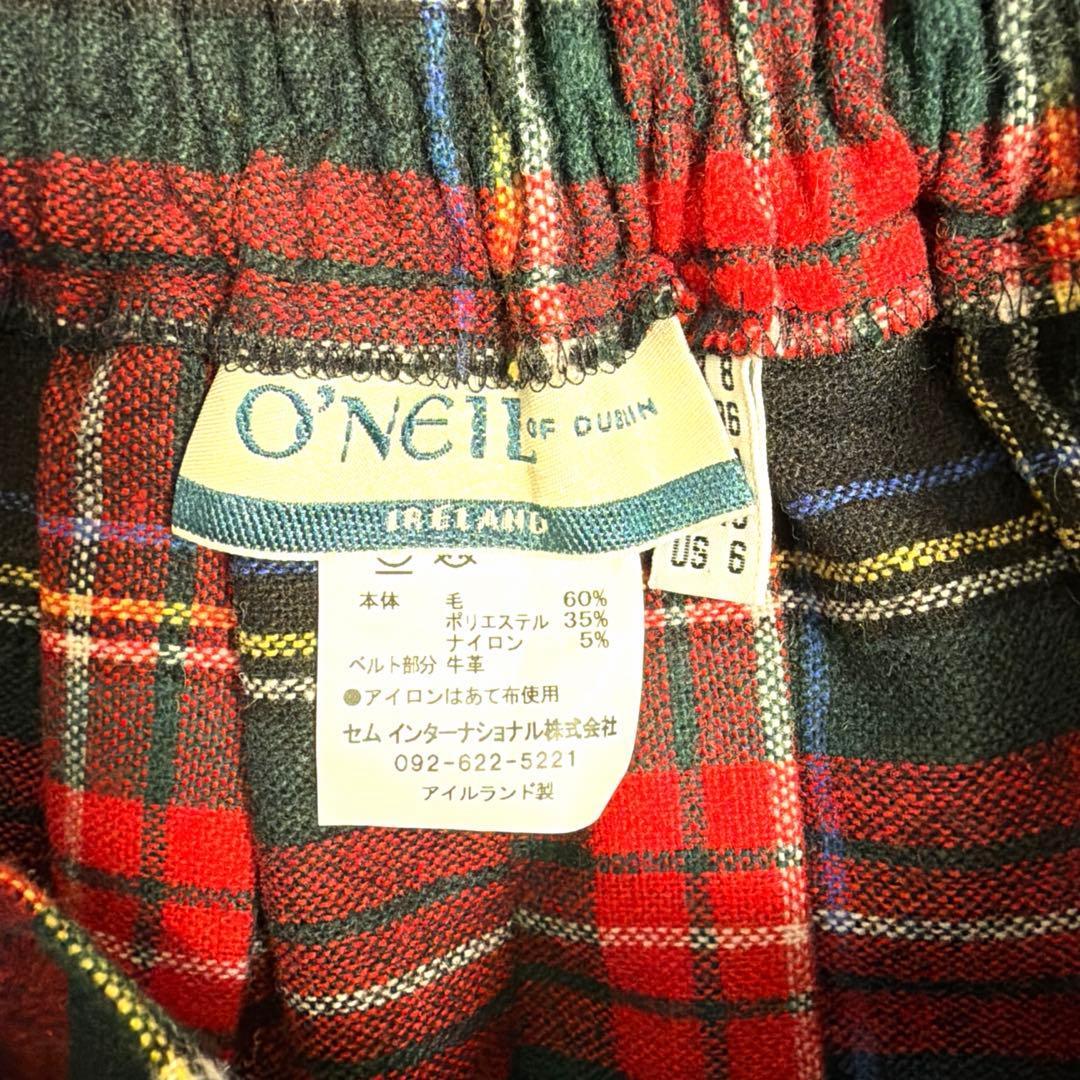 O'NEIL OF DUBLIN
IRELAND
8
36
US 6
本体 毛 60%
ポリエステル 35%
ナイロン 5%
ベルト部分 牛革
●アイロンはあて布使用
セム インターナショナル株式会社
092-622-5221
アイルランド製